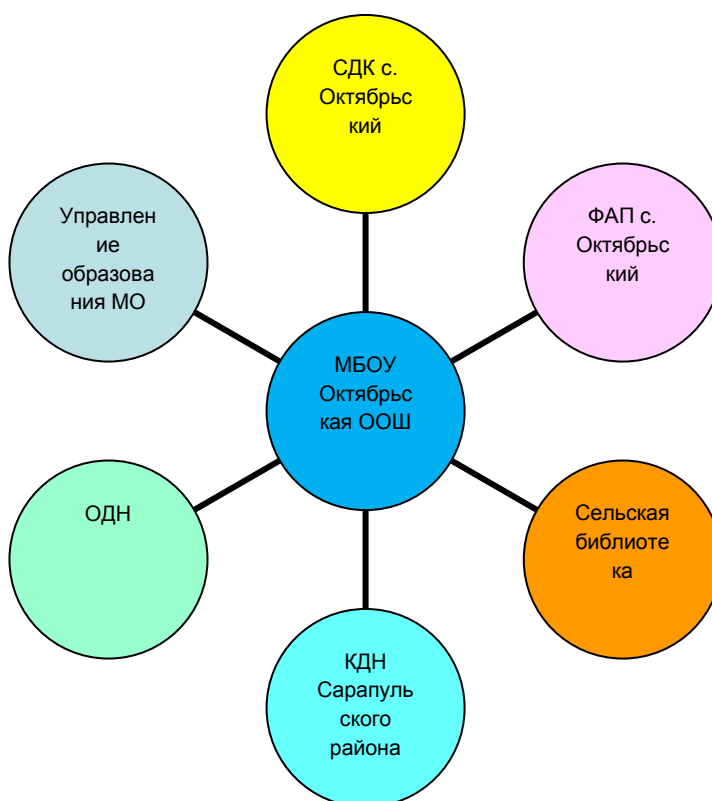 СДК с.
Октябрьс
кий
Управлен
ие
образова
ния МО
ФАП с.
Октябрьс
кий
МБОУ
Октябрьс
кая ООШ
ОДН
Сельская
библиоте
ка
КДН
Сарапуль
ского
района